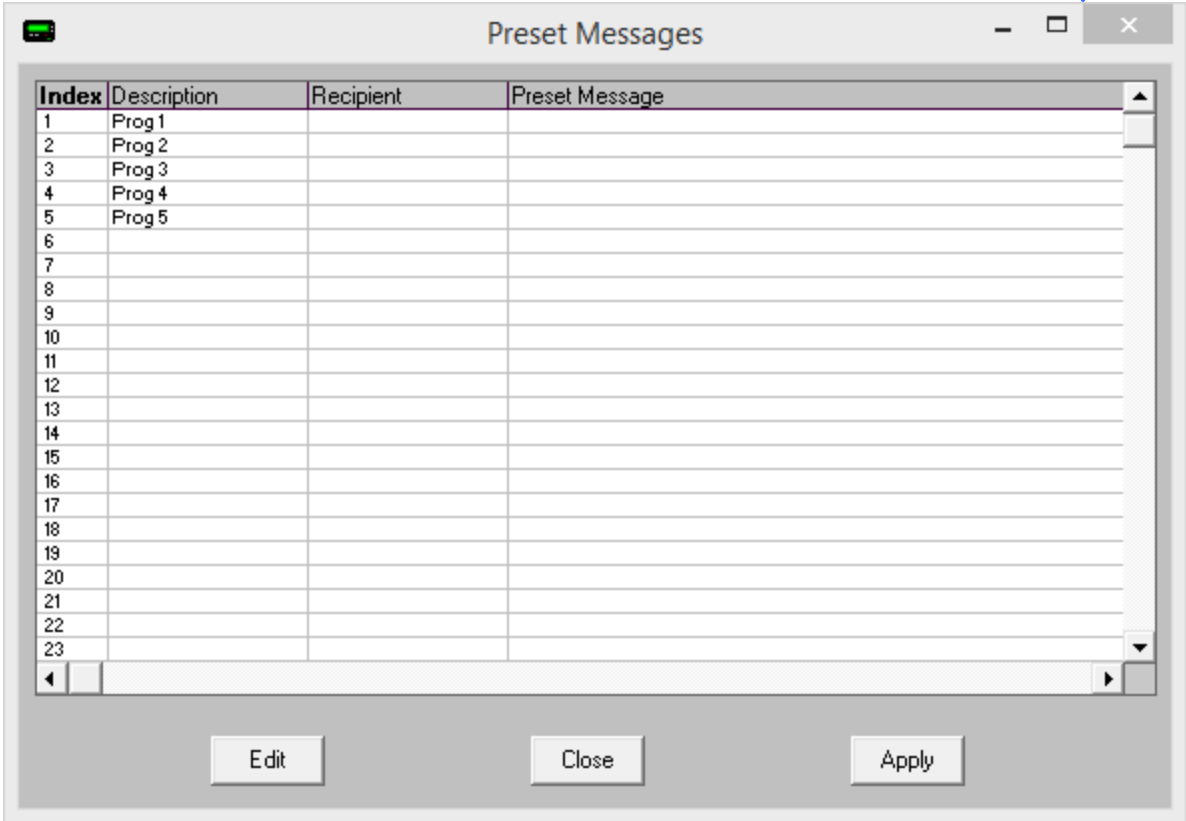 Preset Messages
Index Description Recipient Preset Message
1 Prog 1
2 Prog 2
3 Prog 3
4 Prog 4
5 Prog 5
6
7
8
9
10
11
12
13
14
15
16
17
18
19
20
21
22
23
Edit Close Apply